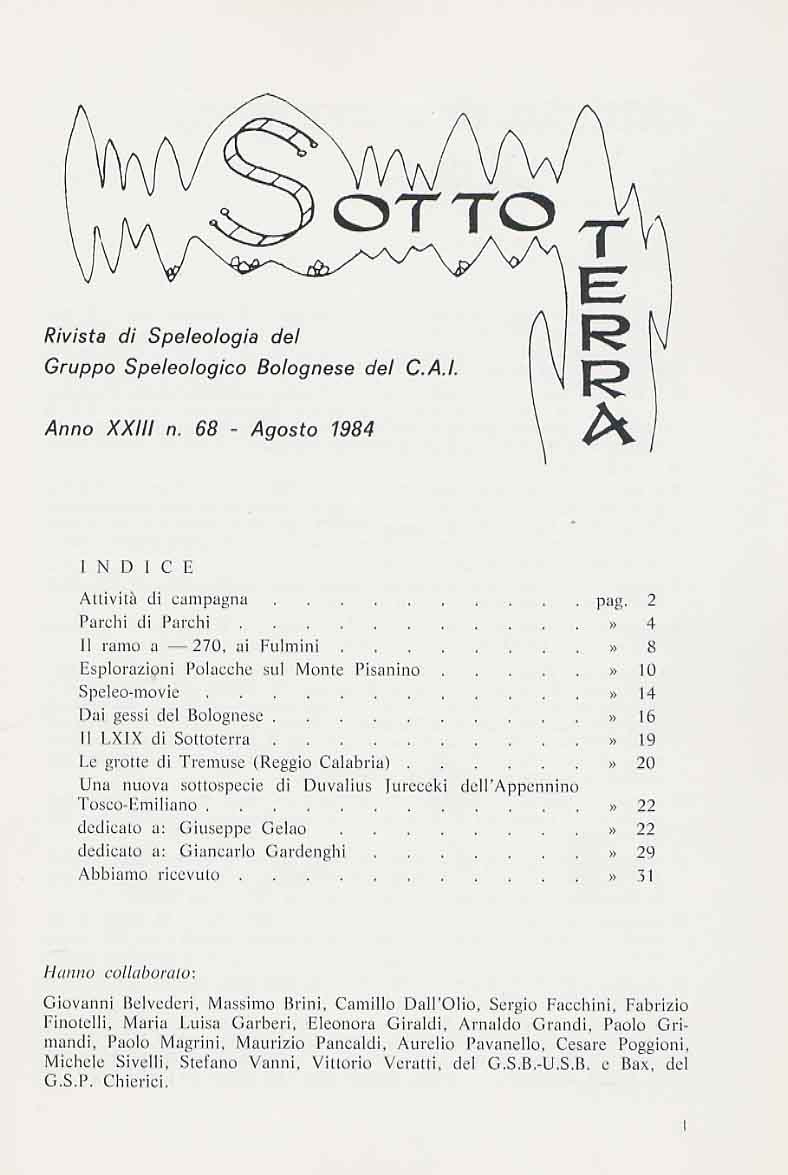 SOTTO
TERRA
Rivista di Speleologia del
Gruppo Speleologico Bolognese del C.A.I.
Anno XXIII n. 68 - Agosto 1984
INDICE
Attività di campagna . . . . . . . . . . pag. 2
Parchi di Parchi . . . . . . . . . . . » 4
Il ramo a — 270, ai Fulmini . . . . . . . . » 8
Esplorazioni Polacche sul Monte Pisanino . . . . . » 10
Speleo-movie . . . . . . . . . . . . » 14
Dai gessi del Bolognese . . . . . . . . . . » 16
Il LXIX di Sottoterra . . . . . . . . . . » 19
Le grotte di Tremuse (Reggio Calabria) . . . . . . » 20
Una nuova sottospecie di Duvalius Jureceki dell'Appennino
Tosco-Emiliano . . . . . . . . . . . . » 22
dedicato a: Giuseppe Gelao . . . . . . . . » 22
dedicato a: Giancarlo Gardenghi . . . . . . . » 29
Abbiamo ricevuto . . . . . . . . . . . » 31
Hanno collaborato:
Giovanni Belvederi, Massimo Brini, Camillo Dall'Olio, Sergio Facchini, Fabrizio
Finotelli, Maria Luisa Garberi, Eleonora Giraldi, Arnaldo Grandi, Paolo Gri-
mandi, Paolo Magrini, Maurizio Pancaldi, Aurelio Pavanello, Cesare Poggioni,
Michele Sivelli, Stefano Vanni, Vittorio Veratti, del G.S.B.-U.S.B. e Bax, del
G.S.P. Chierici.
1